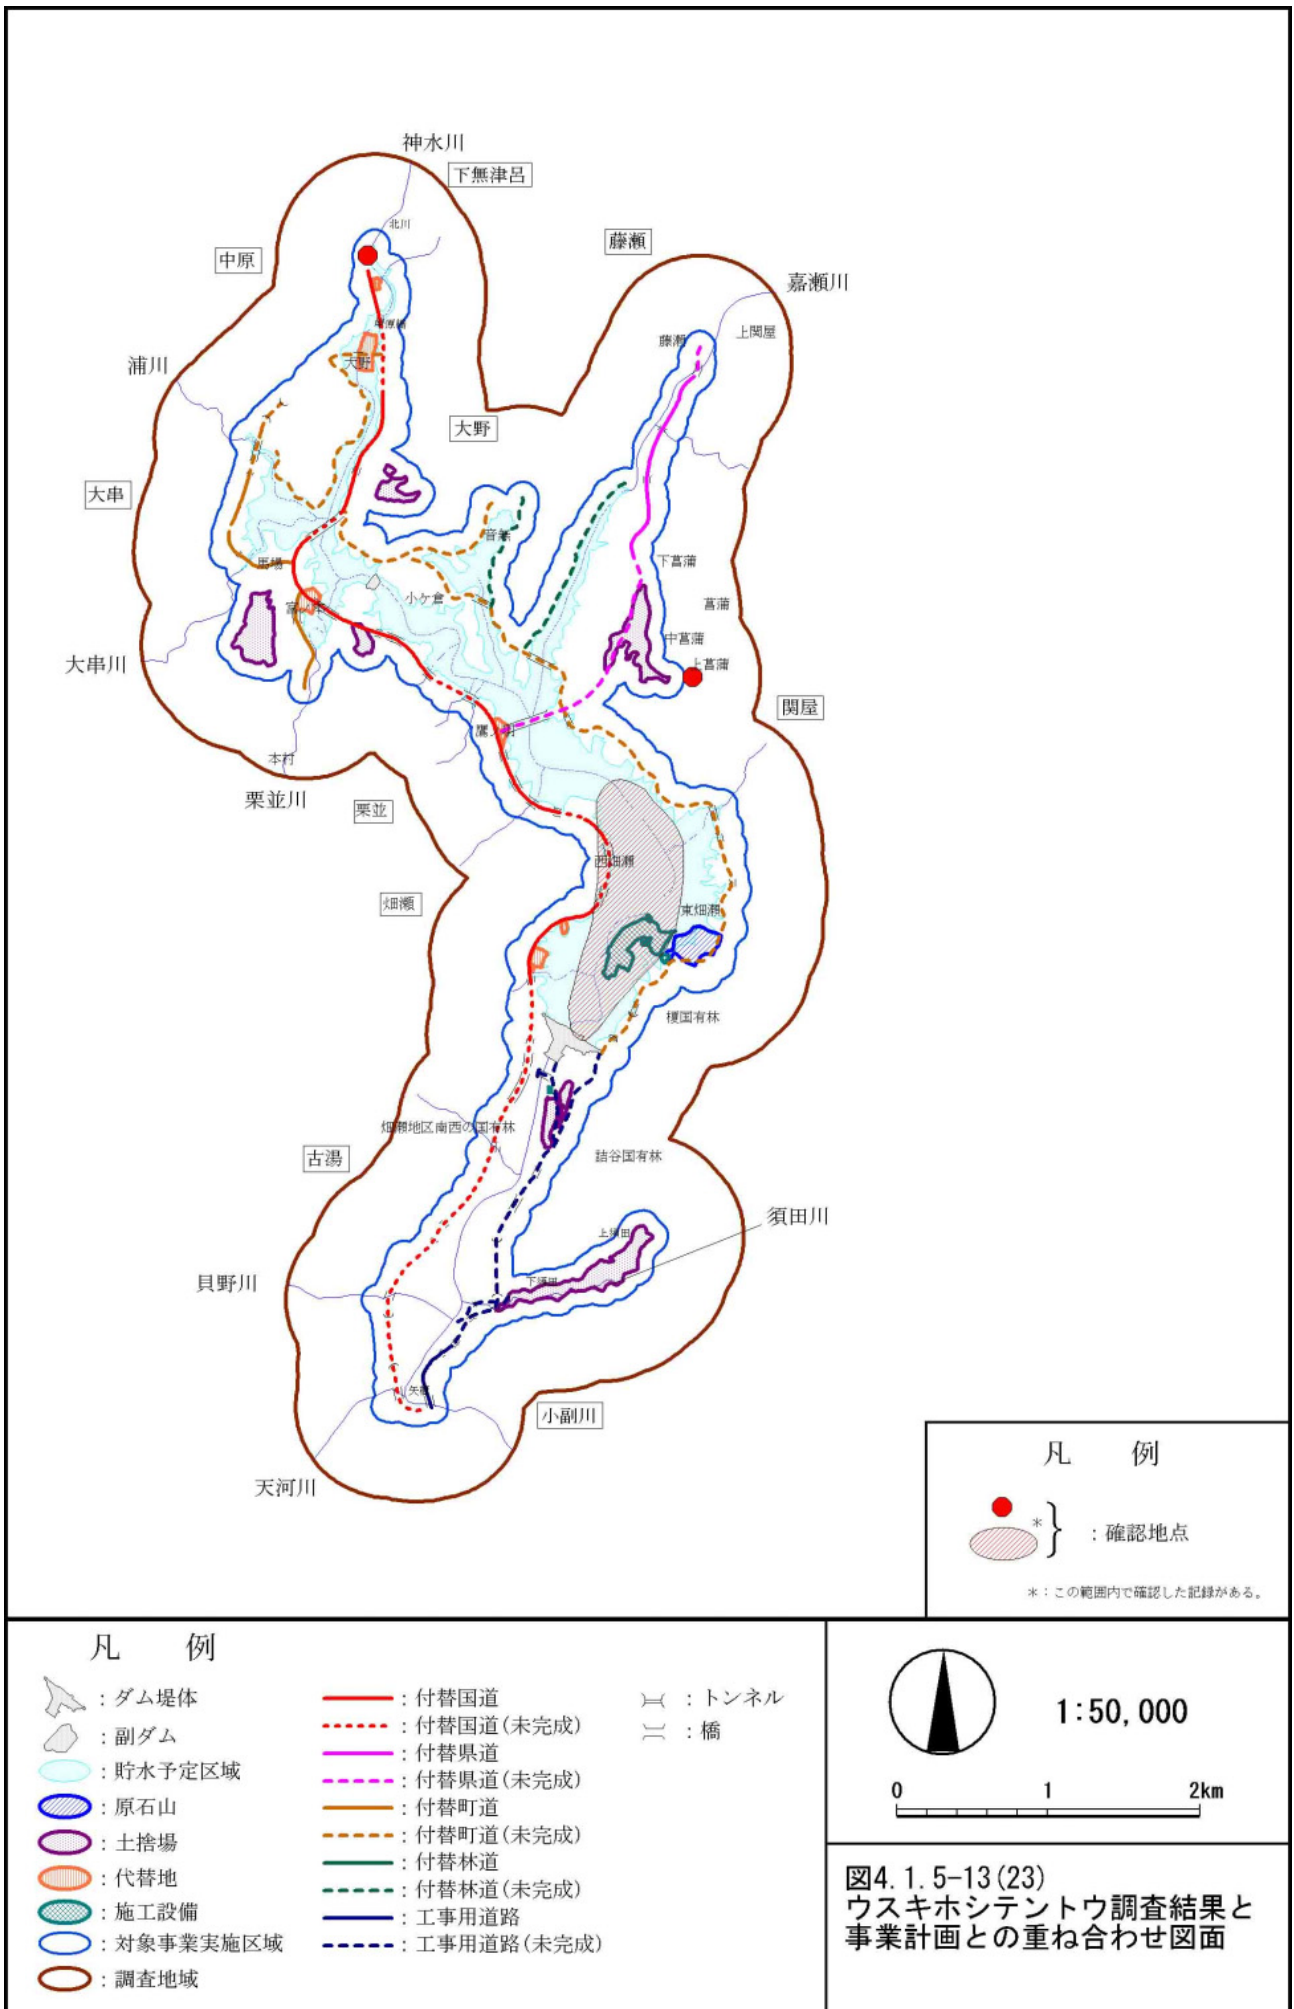 神水川
下無津呂
北川
藤瀬
中原
嘉瀬川
上関屋
藤瀬
浦川
大野
大野
大串
音無
下菖蒲
馬場
小ケ倉
菖蒲
中菖蒲
大串川
上菖蒲
関屋
本村
栗並川
栗並
西畑瀬
畑瀬
東畑瀬
榎国有林
畑瀬地区南西の国有林
古湯
詰谷国有林
須田川
上須田
貝野川
下須田
小副川
天河川
凡 例
* : 確認地点
*:この範囲内で確認した記録がある。
凡 例
:ダム堤体
:副ダム
:貯水予定区域
:原石山
:土捨場
:代替地
:施工設備
:対象事業実施区域
:調査地域
:付替国道
:付替国道(未完成)
:付替県道
:付替県道(未完成)
:付替町道
:付替町道(未完成)
:付替林道
:付替林道(未完成)
:工事用道路
:工事用道路(未完成)
:トンネル
:橋
1:50,000
0 1 2km
図4.1.5-13(23)
ウスキホシテントウ調査結果と
事業計画との重ね合わせ図面